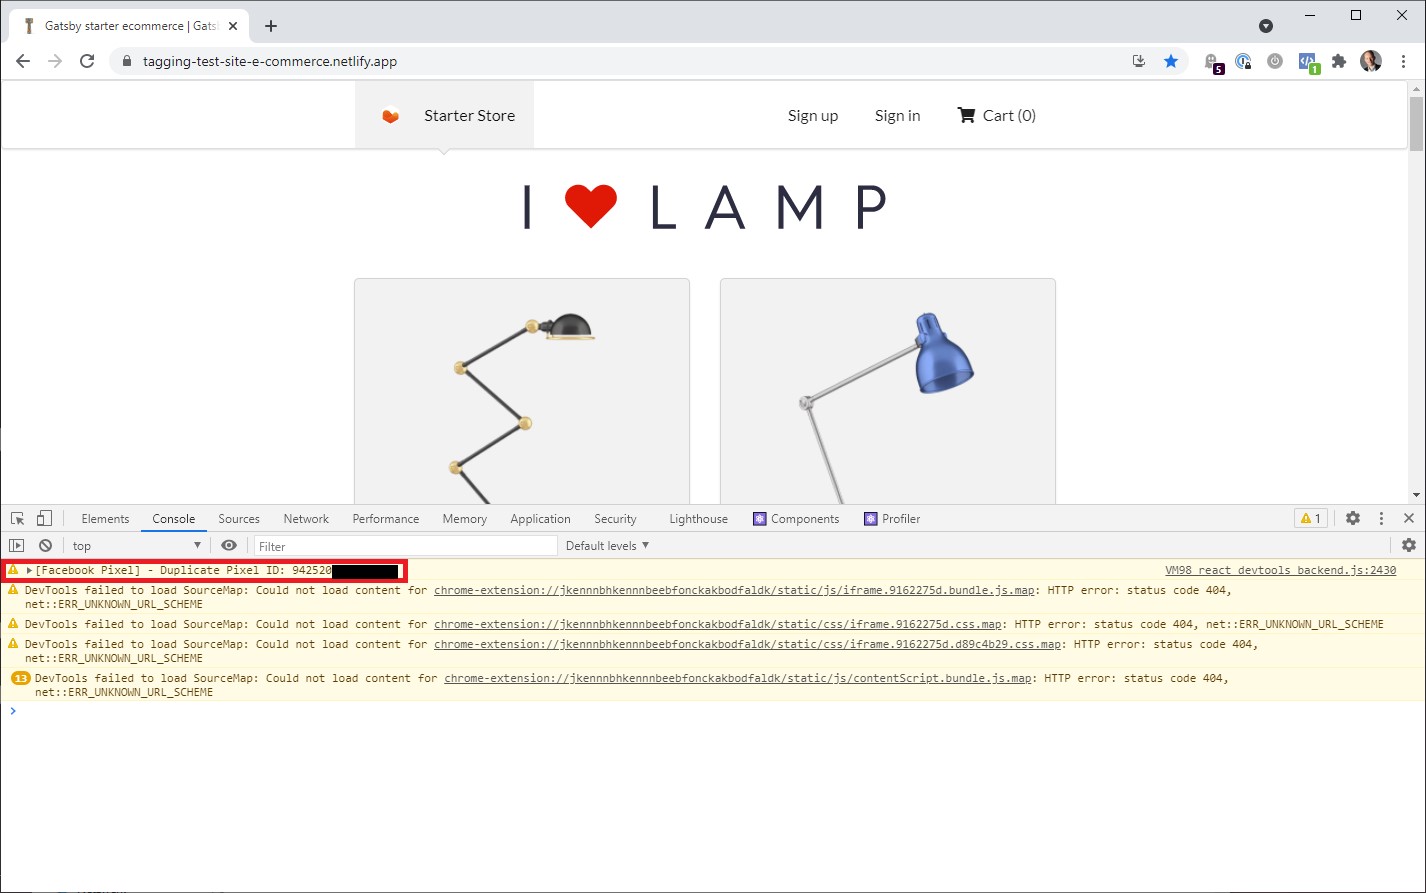 Gatsby starter ecommerce | Gats
tagging-test-site-e-commerce.netlify.app
5
1
Starter Store
Sign up
Sign in
Cart (0)
I ❤ LAMP
Elements
Console
Sources
Network
Performance
Memory
Application
Security
Lighthouse
Components
Profiler
1
top
Filter
Default levels
[Facebook Pixel] - Duplicate Pixel ID: 942520
VM98 react_devtools_backend.js:2430
DevTools failed to load SourceMap: Could not load content for chrome-extension://jkennnbhkennnbeebfonckakbodfaldk/static/js/iframe.9162275d.bundle.js.map: HTTP error: status code 404,
net::ERR_UNKNOWN_URL_SCHEME
DevTools failed to load SourceMap: Could not load content for chrome-extension://jkennnbhkennnbeebfonckakbodfaldk/static/css/iframe.9162275d.css.map: HTTP error: status code 404, net::ERR_UNKNOWN_URL_SCHEME
DevTools failed to load SourceMap: Could not load content for chrome-extension://jkennnbhkennnbeebfonckakbodfaldk/static/css/iframe.9162275d.d89c4b29.css.map: HTTP error: status code 404,
net::ERR_UNKNOWN_URL_SCHEME
13 DevTools failed to load SourceMap: Could not load content for chrome-extension://jkennnbhkennnbeebfonckakbodfaldk/static/js/contentScript.bundle.js.map: HTTP error: status code 404,
net::ERR_UNKNOWN_URL_SCHEME